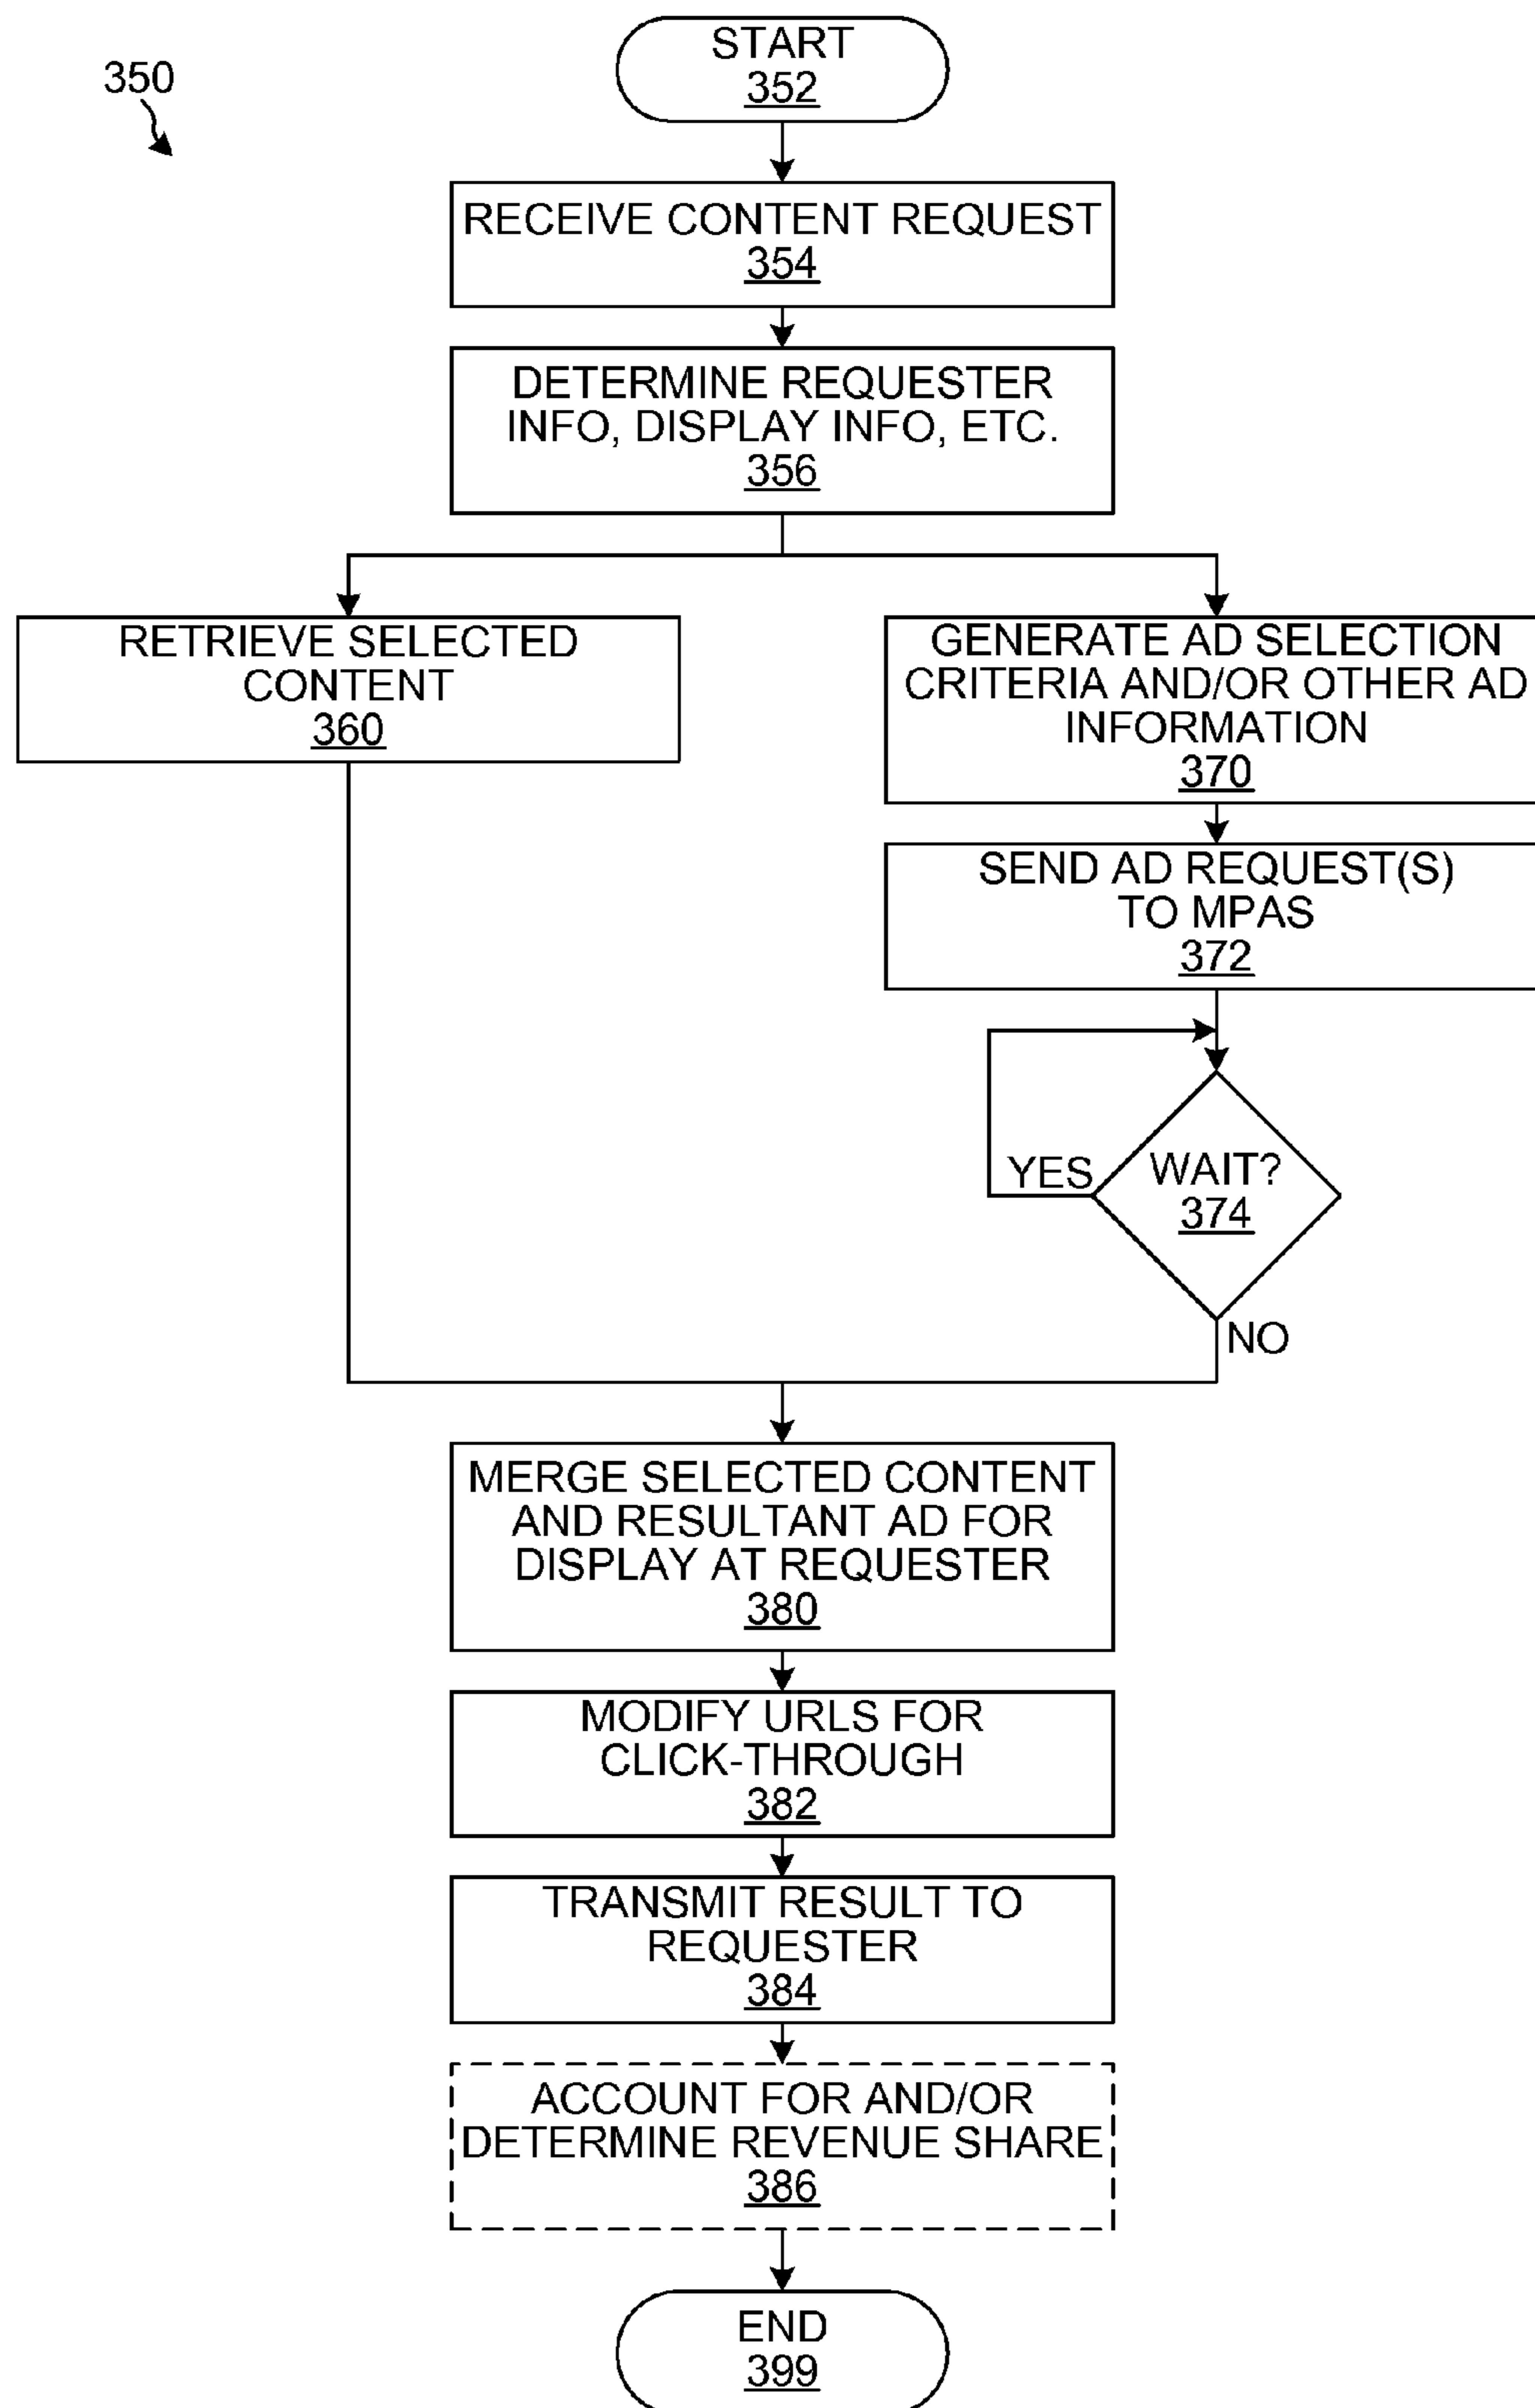 350
START
352
RECEIVE CONTENT REQUEST
354
DETERMINE REQUESTER
INFO, DISPLAY INFO, ETC.
356
RETRIEVE SELECTED
CONTENT
360
GENERATE AD SELECTION
CRITERIA AND/OR OTHER AD
INFORMATION
370
SEND AD REQUEST(S)
TO MPAS
372
YES
WAIT?
374
NO
MERGE SELECTED CONTENT
AND RESULTANT AD FOR
DISPLAY AT REQUESTER
380
MODIFY URLS FOR
CLICK-THROUGH
382
TRANSMIT RESULT TO
REQUESTER
384
ACCOUNT FOR AND/OR
DETERMINE REVENUE SHARE
386
END
399